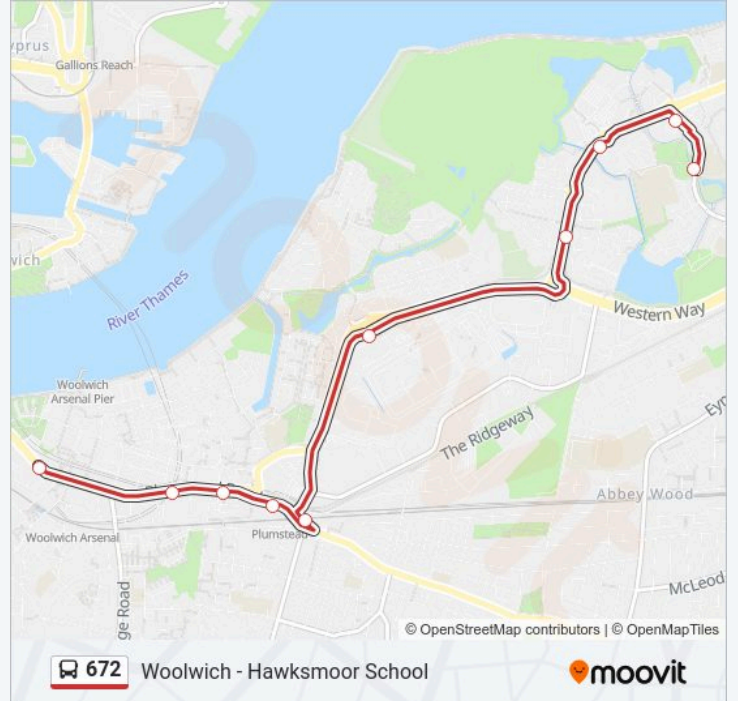 yprus
Gallions Reach
wich
River Thames
Western Way
Woolwich
Arsenal Pier
The Ridgeway
Eyn
Abbey Wood
Woolwich Arsenal
Plumstead
McLeod
ge Road
© OpenStreetMap contributors | © OpenMapTiles
672 Woolwich - Hawksmoor School
moovit